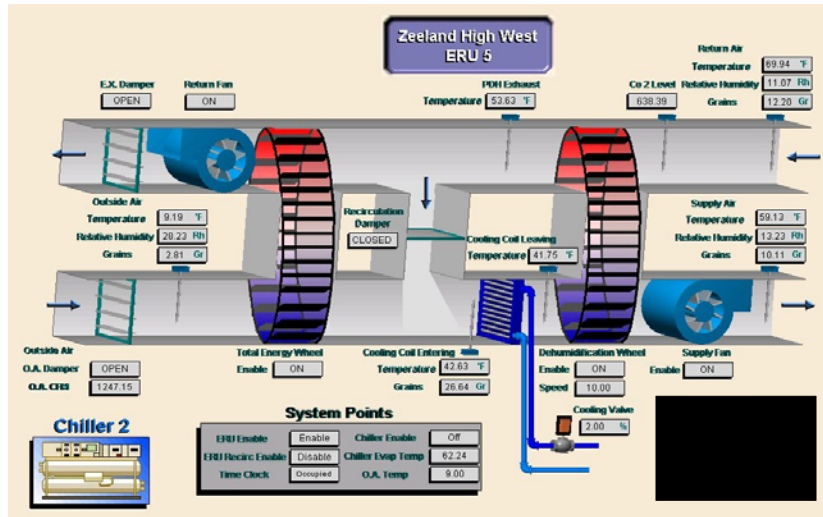 Zeeland High West
ERU 5
Return Air
Temperature 69.94 °F
Relative Humidity 11.07 Rh
Grains 12.20 Gr
E.X. Damper
OPEN
Return Fan
ON
PDH Exhaust
Temperature 53.63 °F
Co 2 Level
638.39
Outside Air
Temperature 9.19 °F
Relative Humidity 28.23 Rh
Grains 2.81 Gr
Recirculation
Damper
CLOSED
Cooling Coil Leaving
Temperature 41.75 °F
Supply Air
Temperature 59.13 °F
Relative Humidity 13.23 Rh
Grains 10.11 Gr
Outside Air
O.A. Damper OPEN
O.A. CFM 1247.15
Total Energy Wheel
Enable ON
Cooling Coil Entering
Temperature 42.63 °F
Grains 26.64 Gr
Dehumidification Wheel
Enable ON
Speed 10.00
Supply Fan
Enable ON
Cooling Valve
2.00 %
Chiller 2
System Points
ERU Enable Enable Chiller Enable Off
ERU Recirc Enable Disable Chiller Evap Temp 62.24
Time Clock Occupied O.A. Temp 9.00